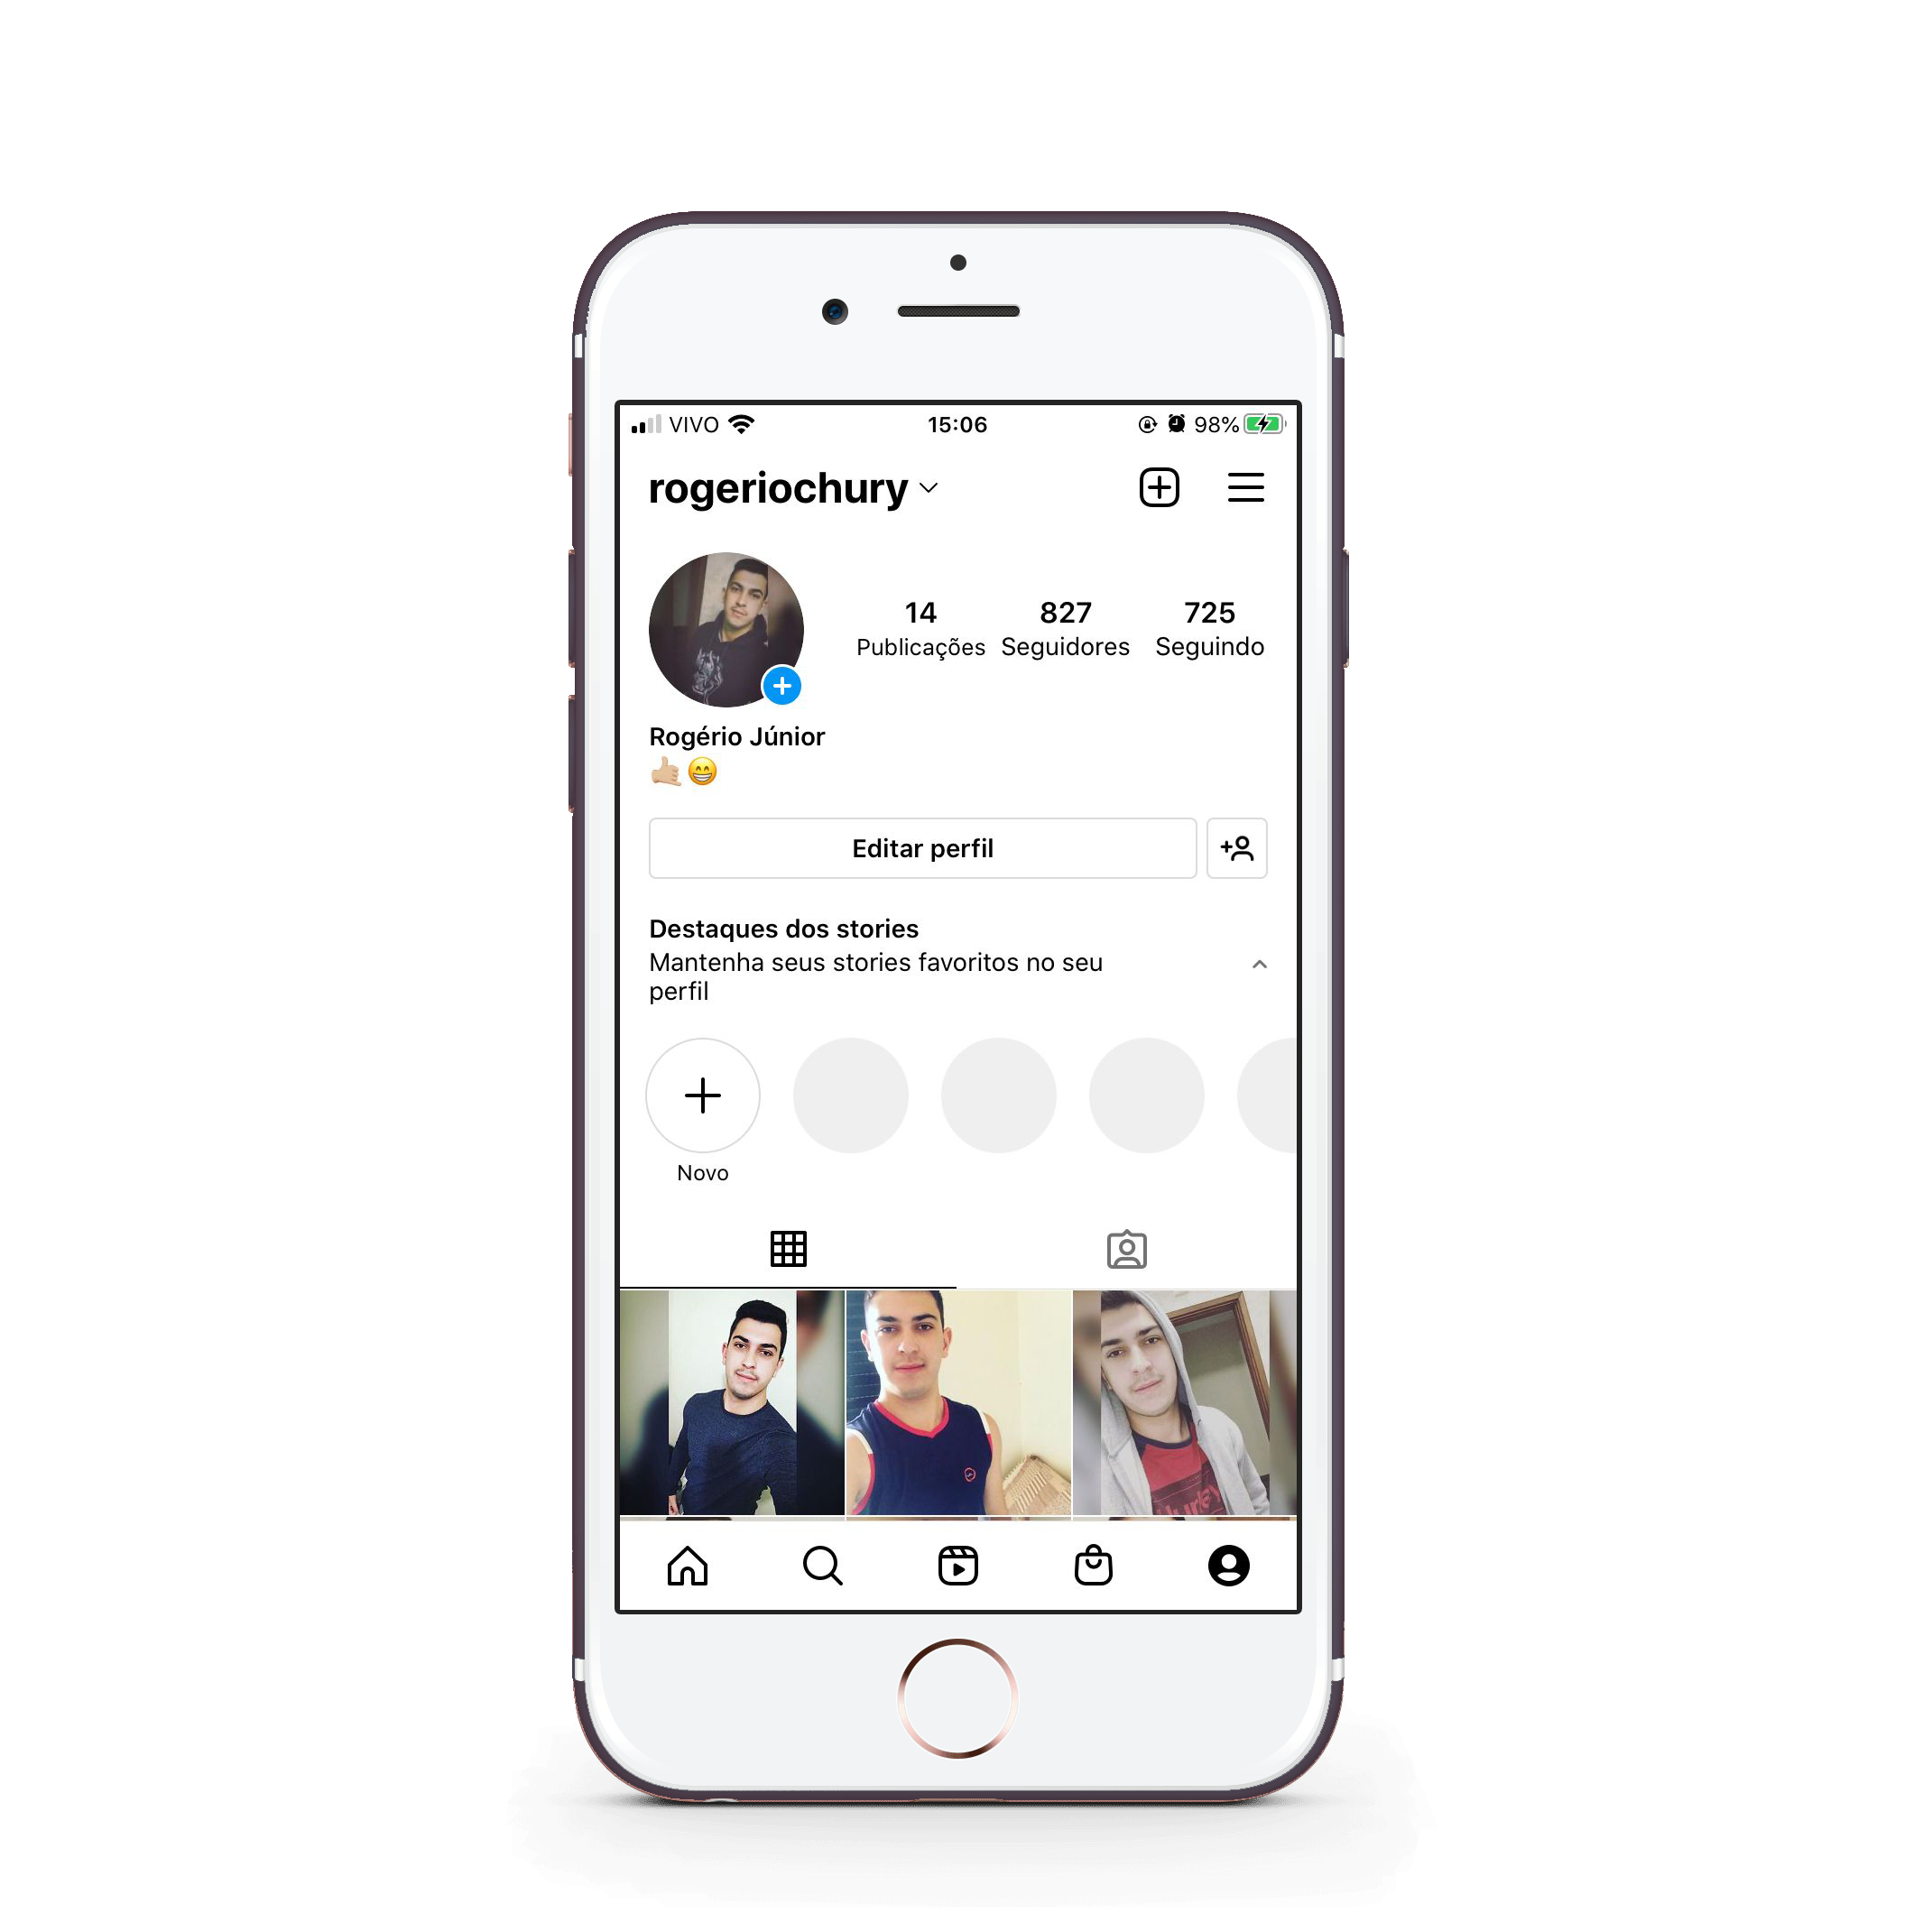 VIVO 15:06 98%
rogeriochury
14 827 725
Publicações Seguidores Seguindo
Rogério Júnior
🤙🏼😁
Editar perfil
Destaques dos stories
Mantenha seus stories favoritos no seu
perfil
Novo
Hurley